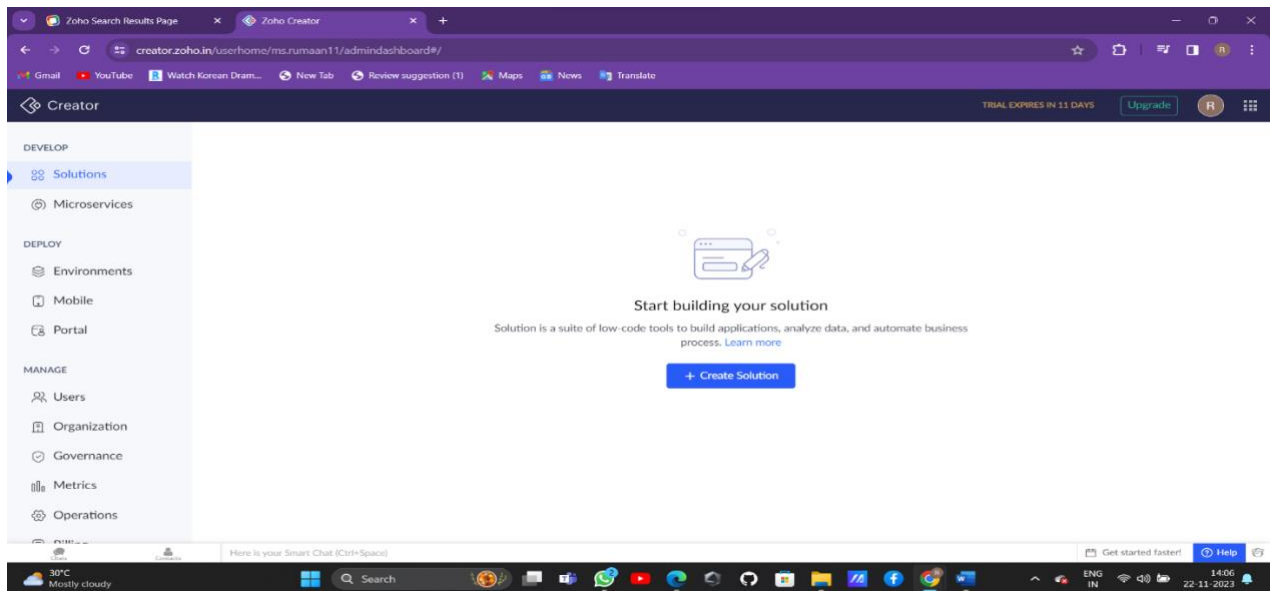 Zoho Search Results Page
Zoho Creator
creator.zoho.in/userhome/ms.rumaan11/admindashboard#/
Gmail YouTube Watch Korean Dram... New Tab Review suggestion (1) Maps News Translate
Creator
TRIAL EXPIRES IN 11 DAYS Upgrade R
DEVELOP
Solutions
Microservices
DEPLOY
Environments
Mobile
Portal
MANAGE
Users
Organization
Governance
Metrics
Operations
Start building your solution
Solution is a suite of low-code tools to build applications, analyze data, and automate business
process. Learn more
+ Create Solution
Chats Contacts Here is your Smart Chat (Ctrl+Space) Get started faster! Help
30°C
Mostly cloudy
Search
ENG
IN
14:06
22-11-2023